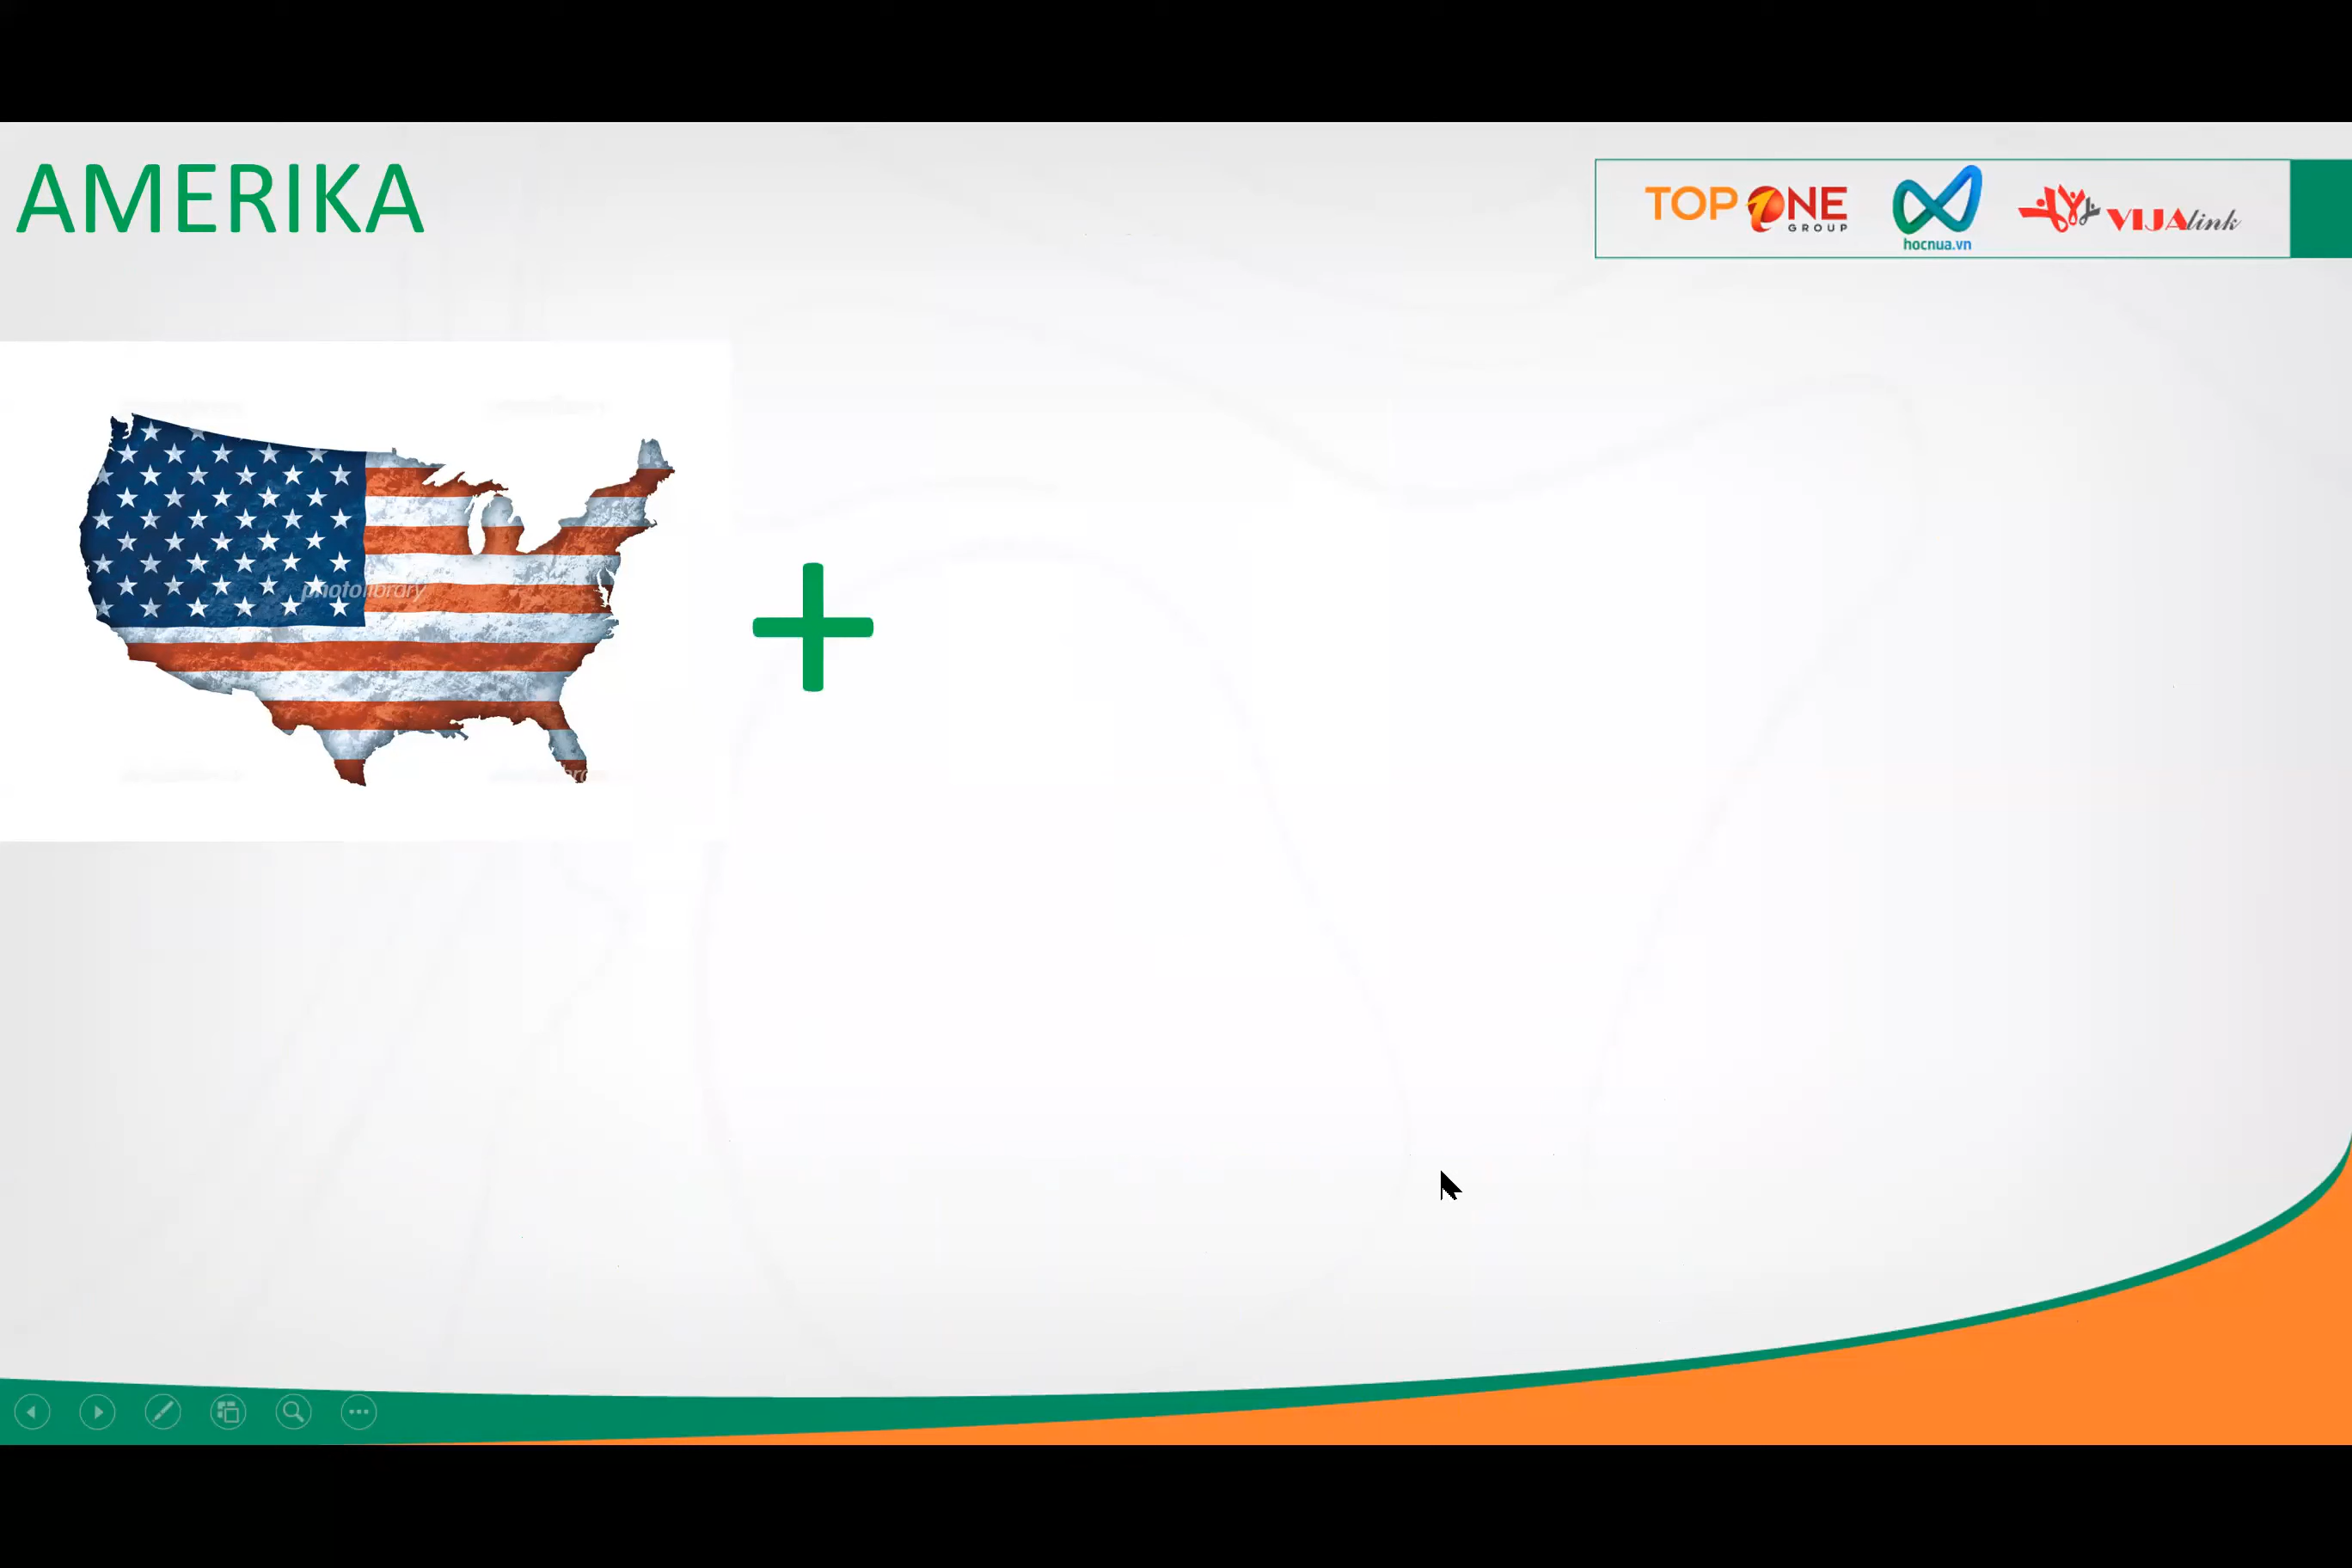 AMERIKA
TOP ONE
GROUP
hocnua.vn
VIJAlink
photolibrary